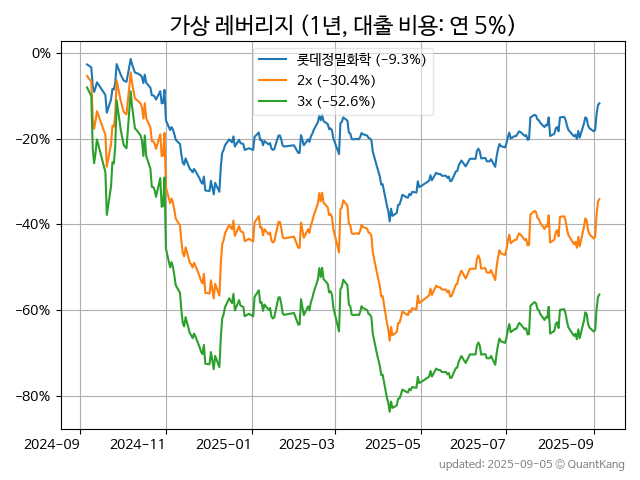 가상 레버리지 (1년, 대출 비용: 연 5%)
롯데정밀화학 (−9.3%)
2x (−30.4%)
3x (−52.6%)
0%
−20%
−40%
−60%
−80%
2024−09 2024−11 2025−01 2025−03 2025−05 2025−07 2025−09
updated: 2025−09−05 © QuantKang